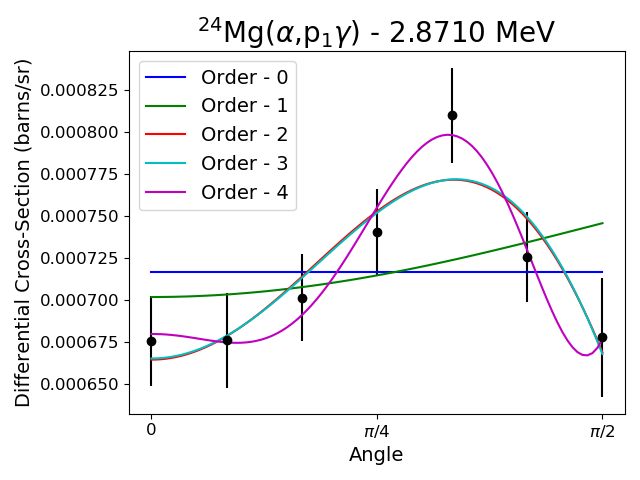 ²⁴Mg(α,p₁γ) - 2.8710 MeV
Differential Cross-Section (barns/sr)
0.000825
0.000800
0.000775
0.000750
0.000725
0.000700
0.000675
0.000650
Order - 0
Order - 1
Order - 2
Order - 3
Order - 4
0 π/4 π/2
Angle